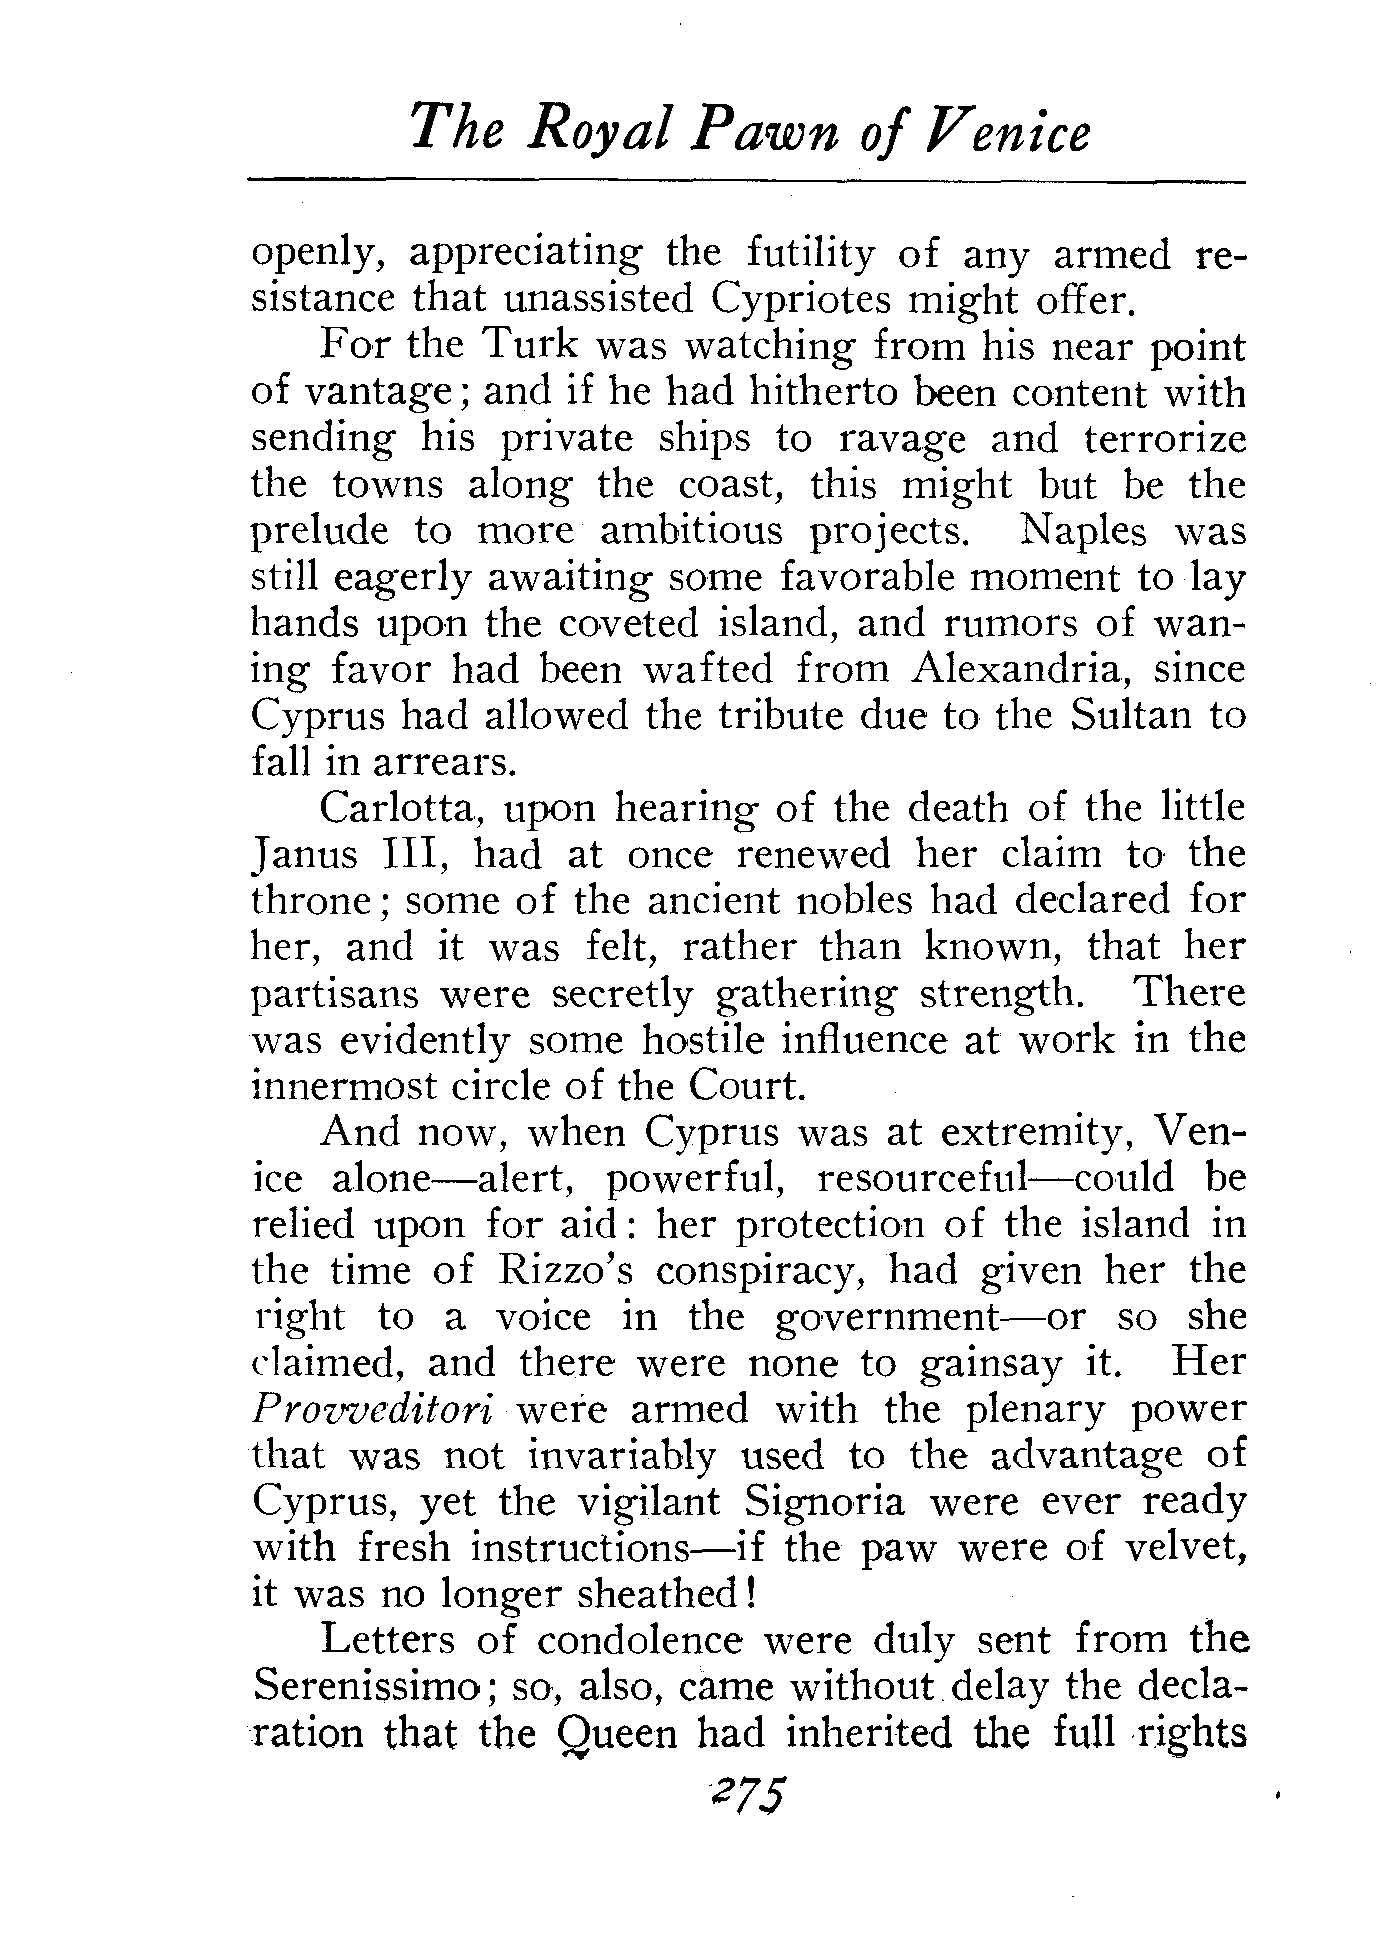 The Royal Pawn of Venice
openly, appreciating the futility of any armed re-
sistance that unassisted Cypriotes might offer.
For the Turk was watching from his near point
of vantage; and if he had hitherto been content with
sending his private ships to ravage and terrorize
the towns along the coast, this might but be the
prelude to more ambitious projects. Naples was
still eagerly awaiting some favorable moment to lay
hands upon the coveted island, and rumors of wan-
ing favor had been wafted from Alexandria, since
Cyprus had allowed the tribute due to the Sultan to
fall in arrears.
Carlotta, upon hearing of the death of the little
Janus III, had at once renewed her claim to the
throne; some of the ancient nobles had declared for
her, and it was felt, rather than known, that her
partisans were secretly gathering strength. There
was evidently some hostile influence at work in the
innermost circle of the Court.
And now, when Cyprus was at extremity, Ven-
ice alone—alert, powerful, resourceful—could be
relied upon for aid: her protection of the island in
the time of Rizzo's conspiracy, had given her the
right to a voice in the government—or so she
claimed, and there were none to gainsay it. Her
Provveditori were armed with the plenary power
that was not invariably used to the advantage of
Cyprus, yet the vigilant Signoria were ever ready
with fresh instructions—if the paw were of velvet,
it was no longer sheathed!
Letters of condolence were duly sent from the
Serenissimo; so, also, came without delay the decla-
ration that the Queen had inherited the full rights
275